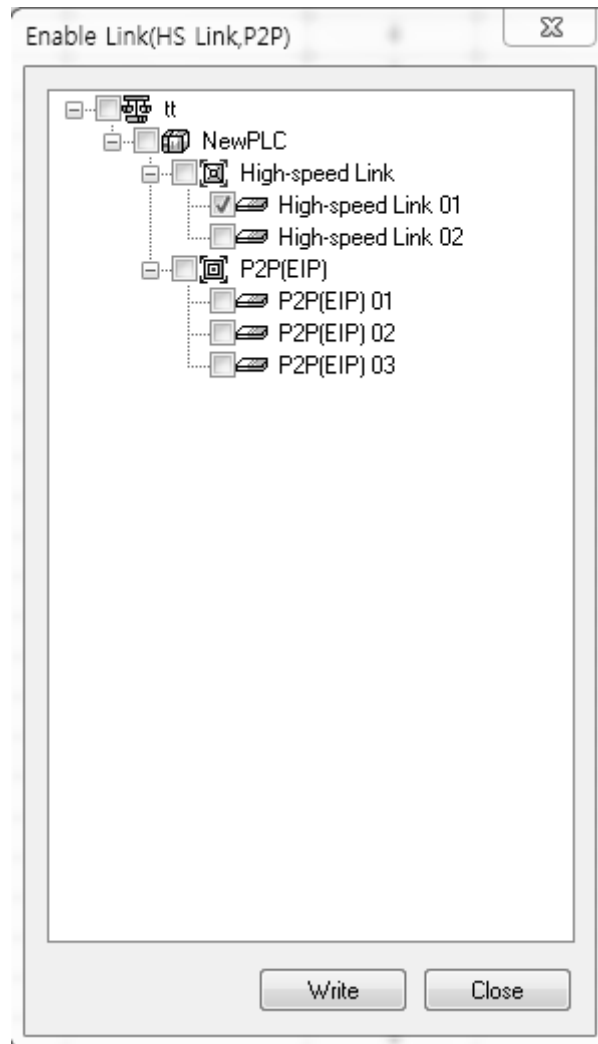 Enable Link(HS Link,P2P)
tt
NewPLC
High-speed Link
High-speed Link 01
High-speed Link 02
P2P(EIP)
P2P(EIP) 01
P2P(EIP) 02
P2P(EIP) 03
Write Close